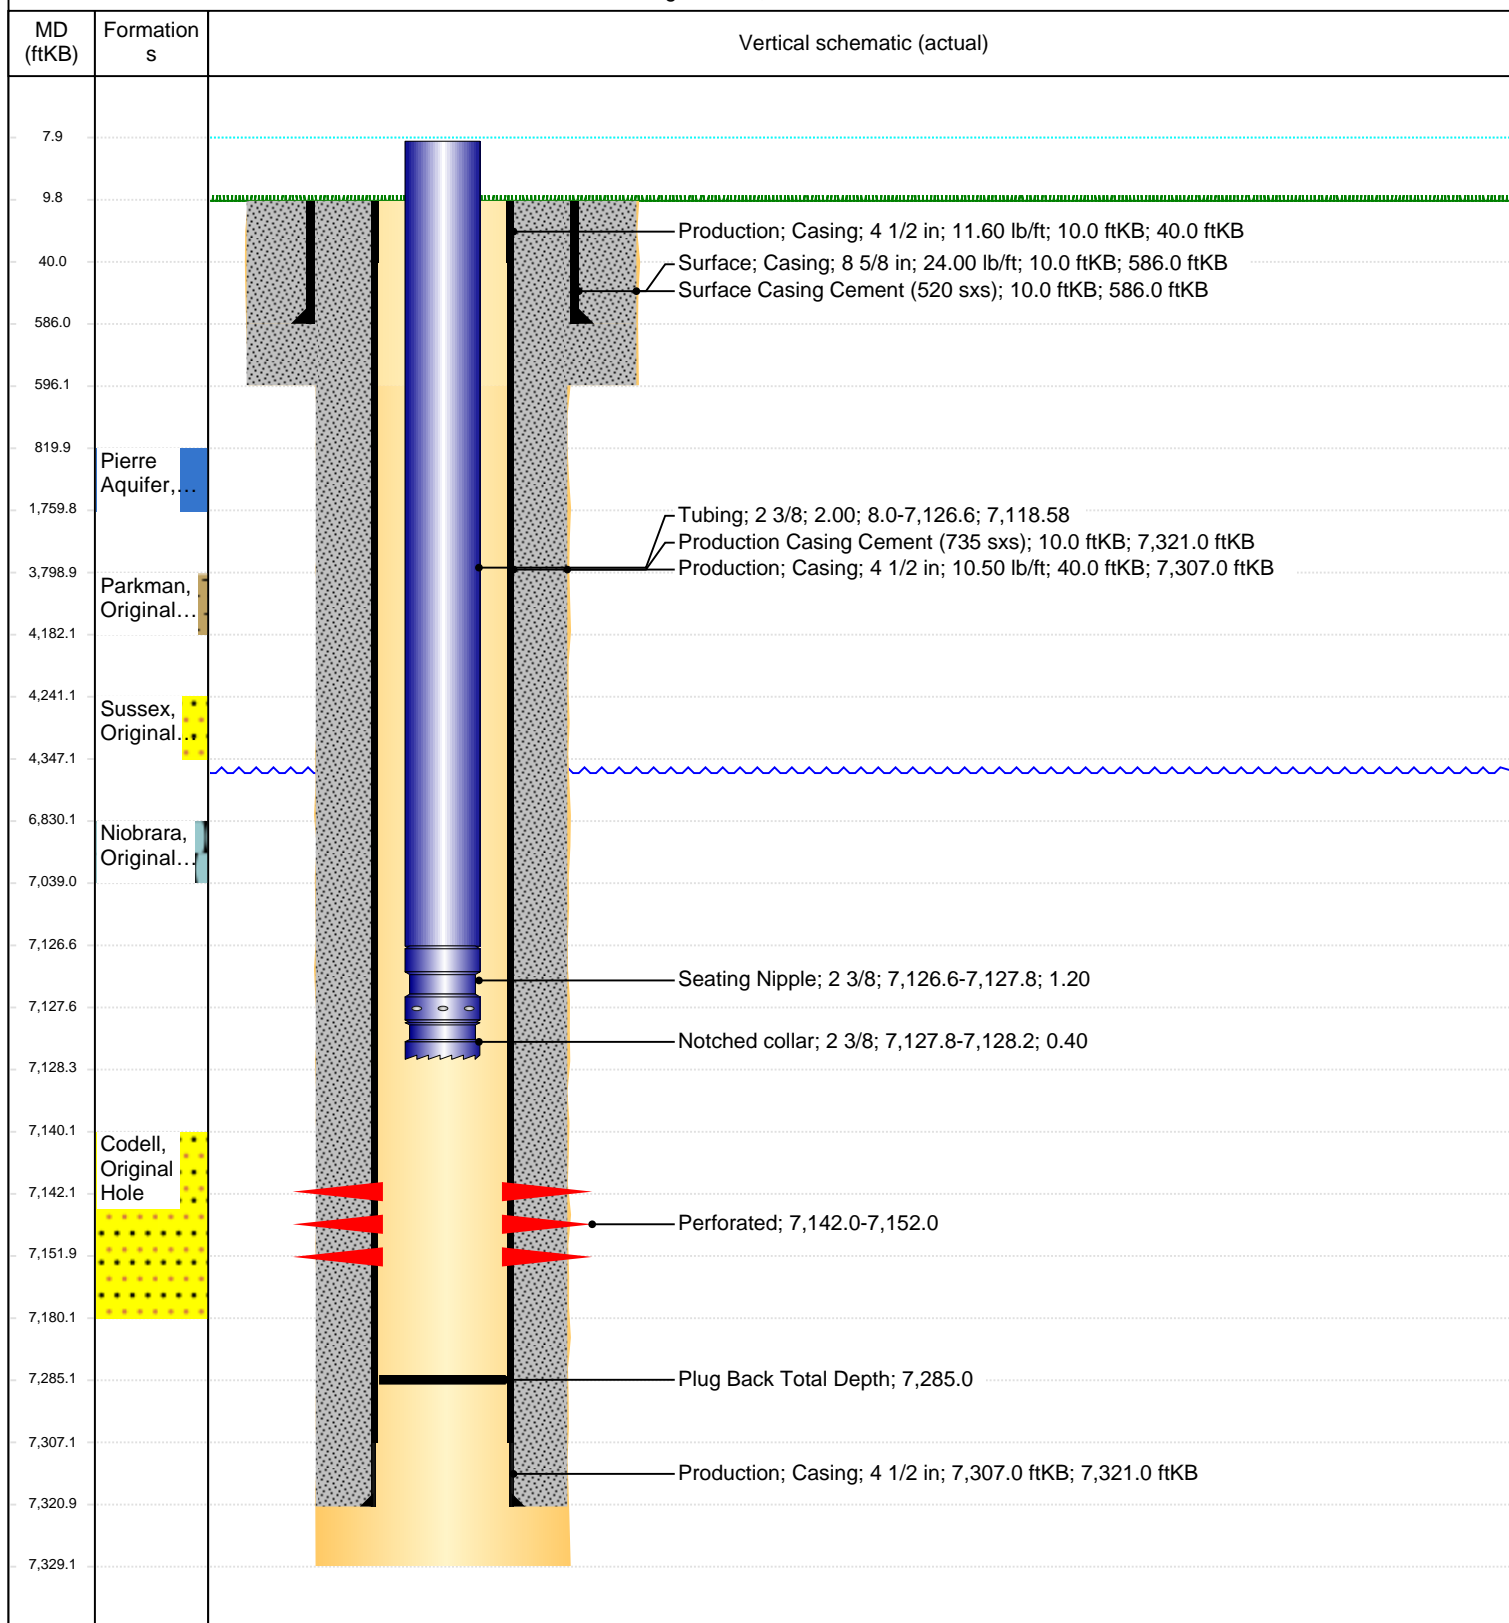 MD
(ftKB)
Formation
s
Vertical schematic (actual)
7.9
9.8
Production; Casing; 4 1/2 in; 11.60 lb/ft; 10.0 ftKB; 40.0 ftKB
40.0
Surface; Casing; 8 5/8 in; 24.00 lb/ft; 10.0 ftKB; 586.0 ftKB
Surface Casing Cement (520 sxs); 10.0 ftKB; 586.0 ftKB
586.0
596.1
819.9
Pierre
Aquifer,...
1,759.8
Tubing; 2 3/8; 2.00; 8.0-7,126.6; 7,118.58
Production Casing Cement (735 sxs); 10.0 ftKB; 7,321.0 ftKB
Production; Casing; 4 1/2 in; 10.50 lb/ft; 40.0 ftKB; 7,307.0 ftKB
3,798.9
Parkman,
Original...
4,182.1
4,241.1
Sussex,
Original...
4,347.1
6,830.1
Niobrara,
Original...
7,039.0
7,126.6
Seating Nipple; 2 3/8; 7,126.6-7,127.8; 1.20
7,127.6
Notched collar; 2 3/8; 7,127.8-7,128.2; 0.40
7,128.3
7,140.1
Codell,
Original
Hole
7,142.1
Perforated; 7,142.0-7,152.0
7,151.9
7,180.1
7,285.1
Plug Back Total Depth; 7,285.0
7,307.1
Production; Casing; 4 1/2 in; 7,307.0 ftKB; 7,321.0 ftKB
7,320.9
7,329.1